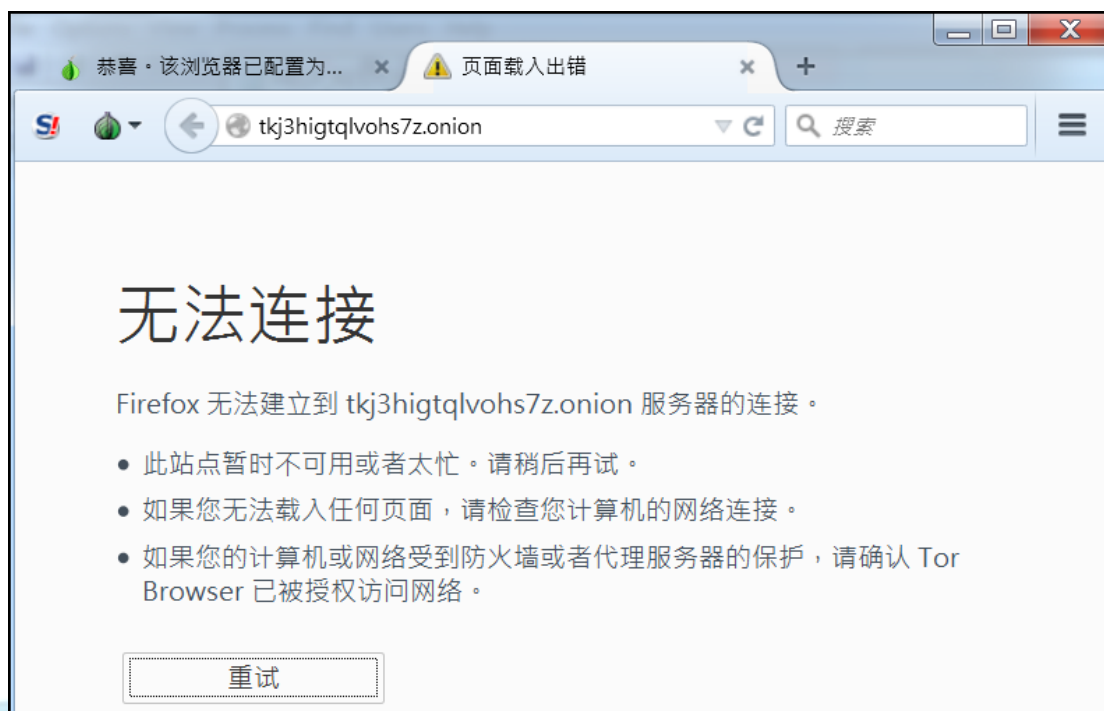 恭喜。该浏览器已配置为...
页面载入出错
tkj3higtqlvohs7z.onion
搜索
无法连接
Firefox 无法建立到 tkj3higtqlvohs7z.onion 服务器的连接。
● 此站点暂时不可用或者太忙。请稍后再试。
● 如果您无法载入任何页面，请检查您计算机的网络连接。
● 如果您的计算机或网络受到防火墙或者代理服务器的保护，请确认 Tor
Browser 已被授权访问网络。
重试